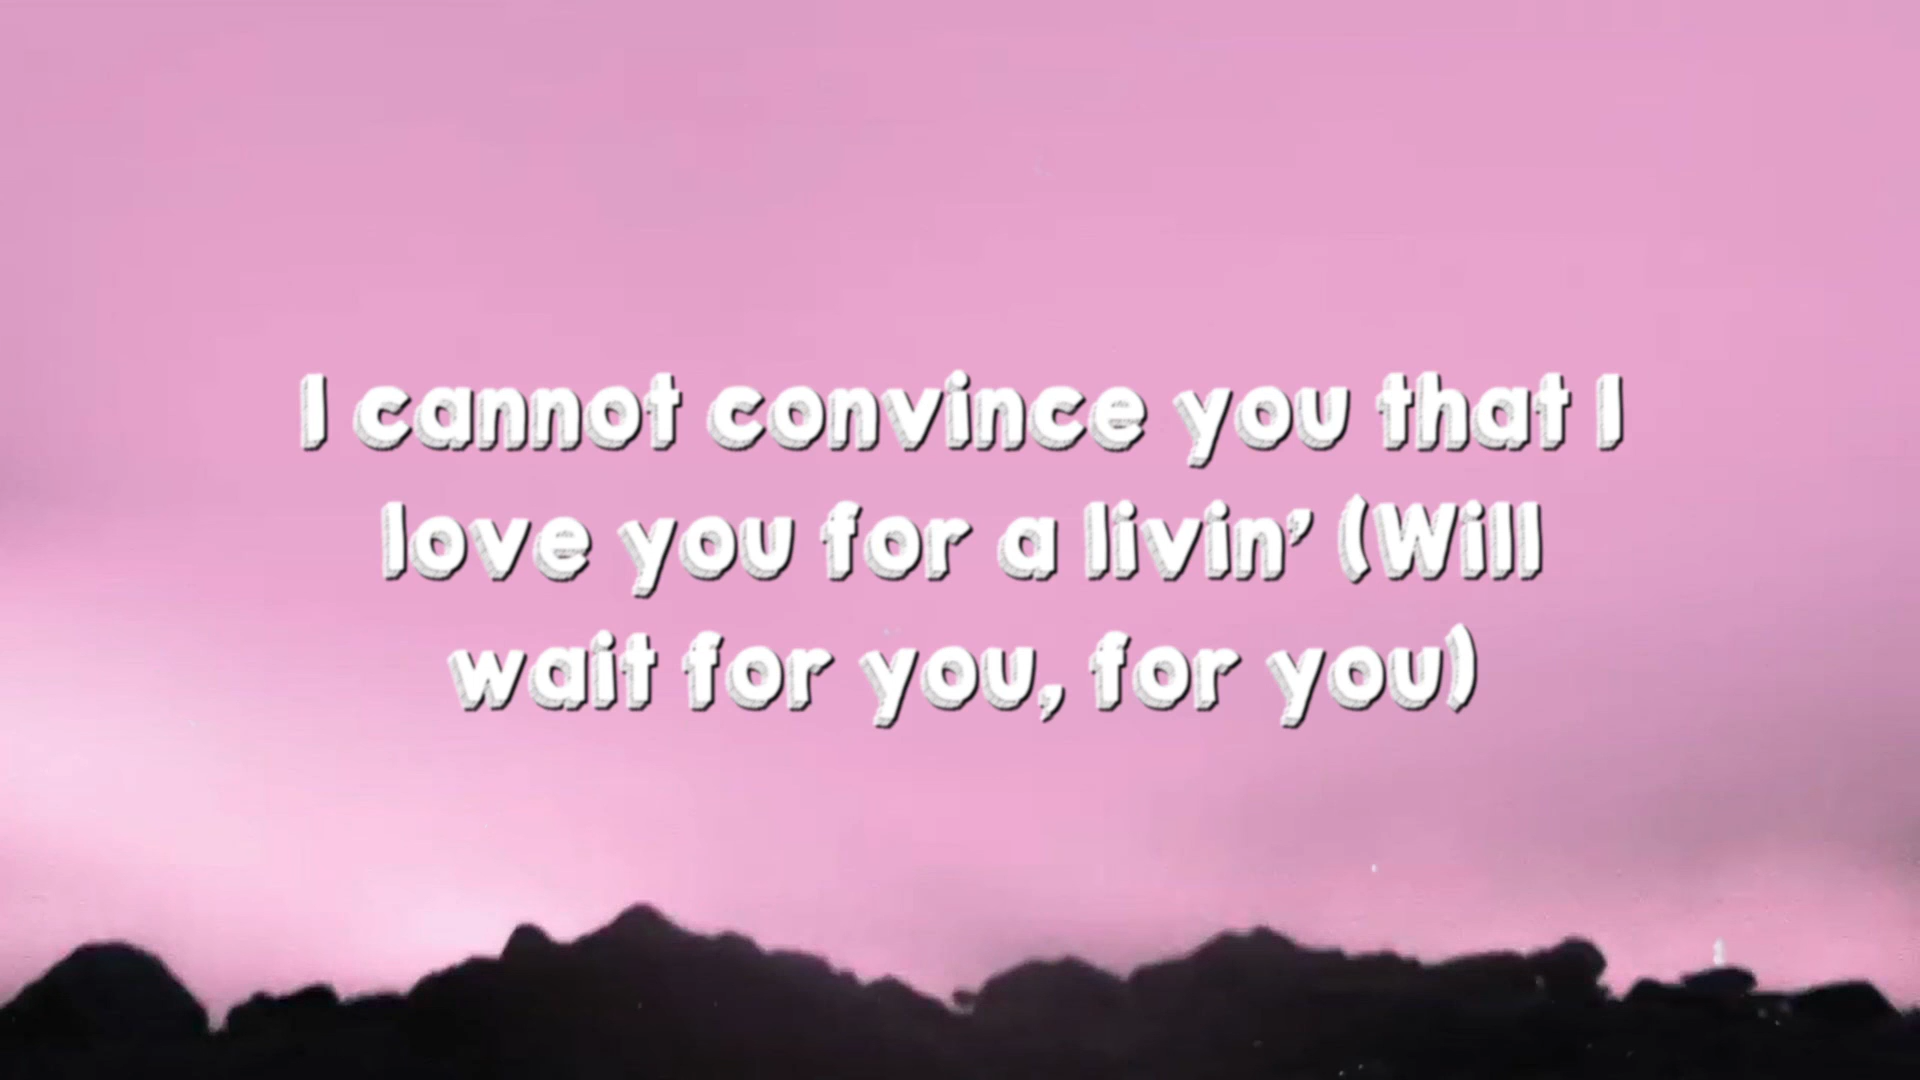 I cannot convince you that I
love you for a livin’ (Will
wait for you, for you)